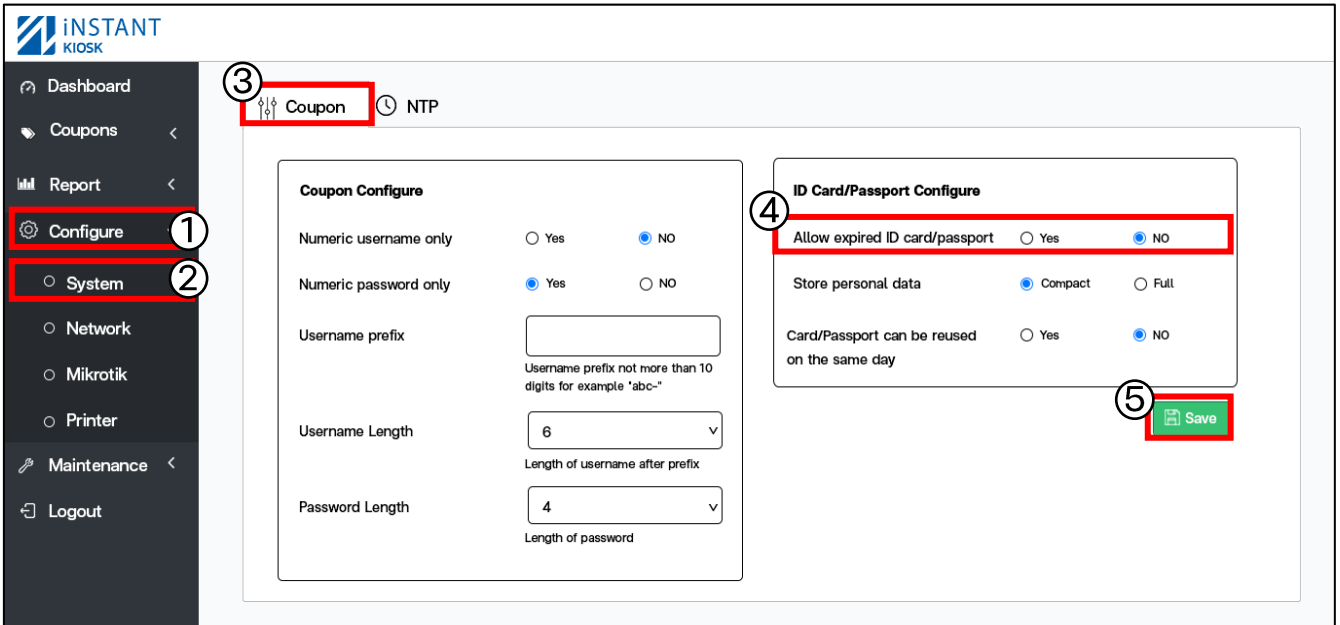 iNSTANT
KIOSK
Dashboard
Coupons
Report
Configure
①
System
②
Network
Mikrotik
Printer
Maintenance
Logout
③
Coupon
NTP
Coupon Configure
Numeric username only
Yes
NO
Numeric password only
Yes
NO
Username prefix
Username prefix not more than 10
digits for example "abc-"
Username Length
6
Length of username after prefix
Password Length
4
Length of password
ID Card/Passport Configure
④
Allow expired ID card/passport
Yes
NO
Store personal data
Compact
Full
Card/Passport can be reused
on the same day
Yes
NO
⑤
Save